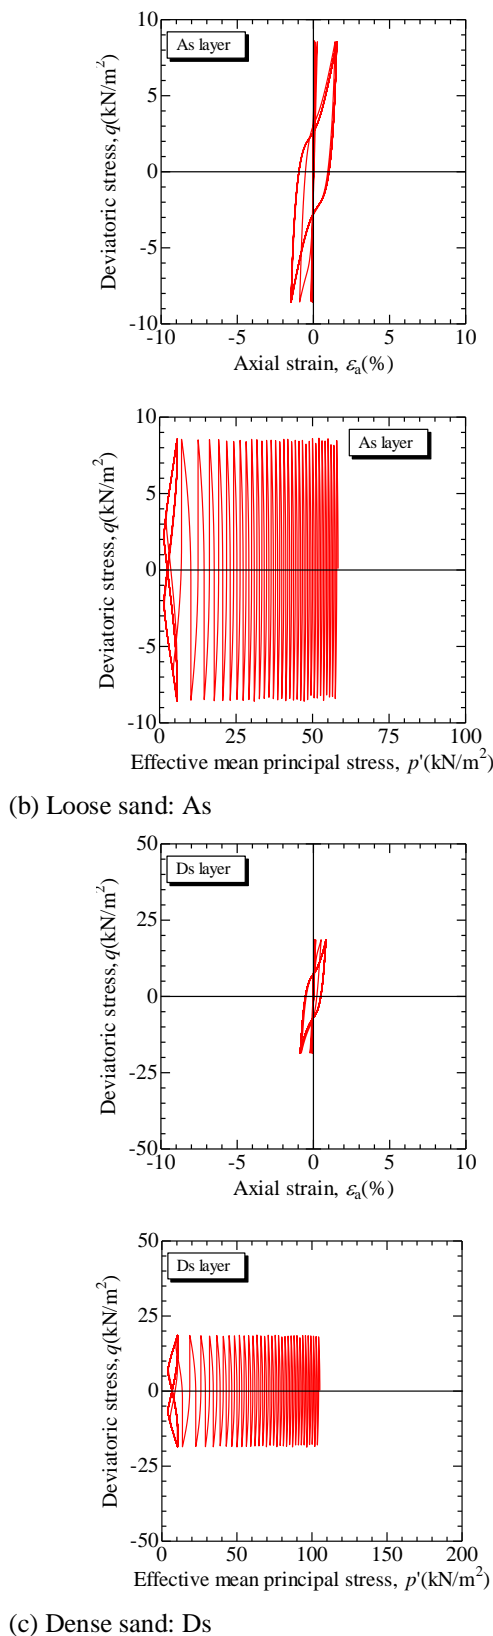 10
5
0
-5
-10
Deviatoric stress, q(kN/m²)
As layer
-10 -5 0 5 10
Axial strain, εa(%)
10
5
0
-5
-10
Deviatoric stress, q(kN/m²)
As layer
0 25 50 75 100
Effective mean principal stress, p'(kN/m²)
(b) Loose sand: As
50
25
0
-25
-50
Deviatoric stress, q(kN/m²)
Ds layer
-10 -5 0 5 10
Axial strain, εa(%)
50
25
0
-25
-50
Deviatoric stress, q(kN/m²)
Ds layer
0 50 100 150 200
Effective mean principal stress, p'(kN/m²)
(c) Dense sand: Ds